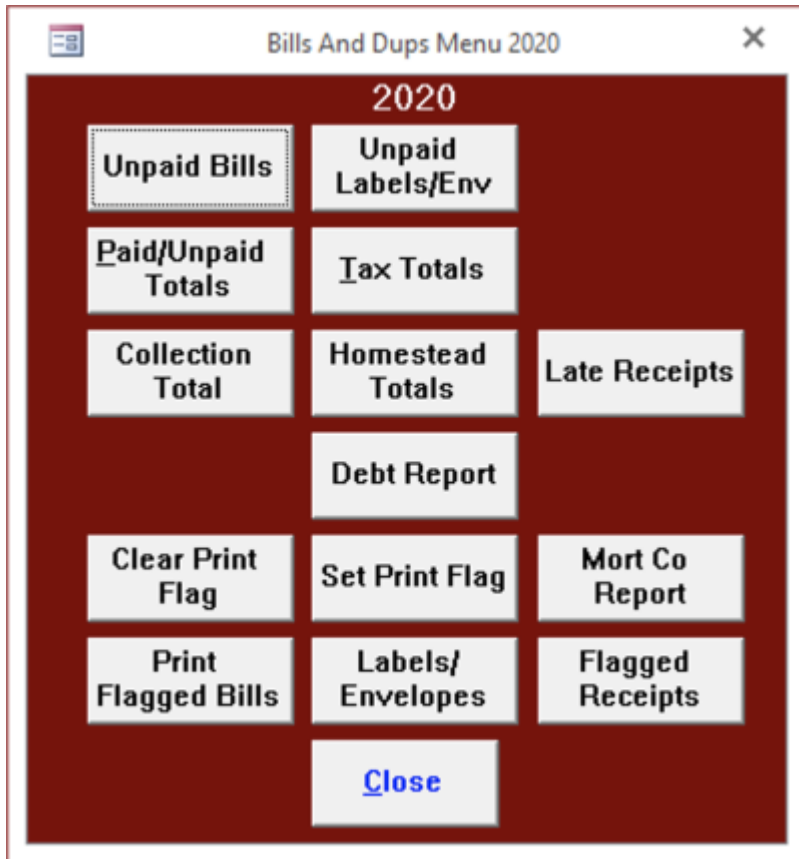 Bills And Dups Menu 2020
2020
Unpaid Bills
Unpaid
Labels/Env
Paid/Unpaid
Totals
Tax Totals
Collection
Total
Homestead
Totals
Late Receipts
Debt Report
Clear Print
Flag
Set Print Flag
Mort Co
Report
Print
Flagged Bills
Labels/
Envelopes
Flagged
Receipts
Close